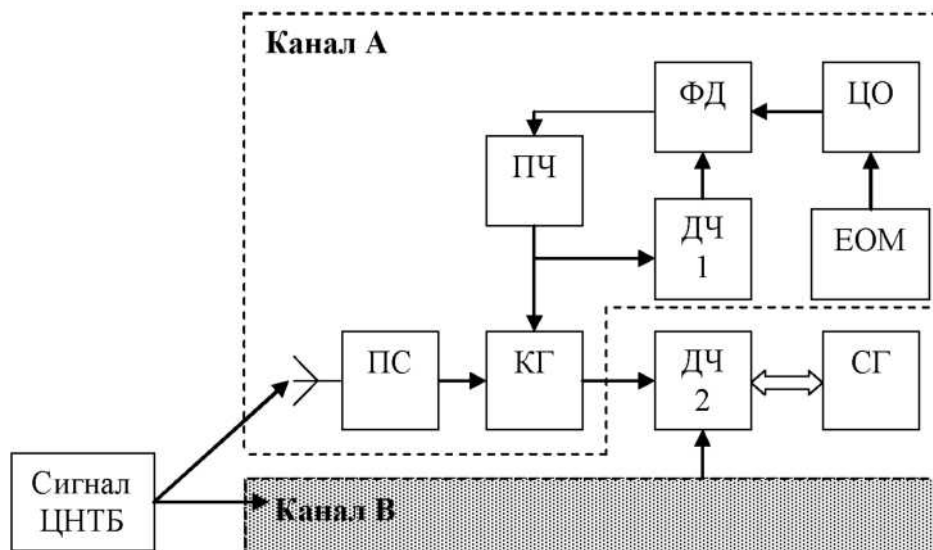 Канал А
ФД
ЦО
ПЧ
ДЧ
1
ЕОМ
ПС
КГ
ДЧ
2
СГ
Сигнал
ЦНТБ
Канал В